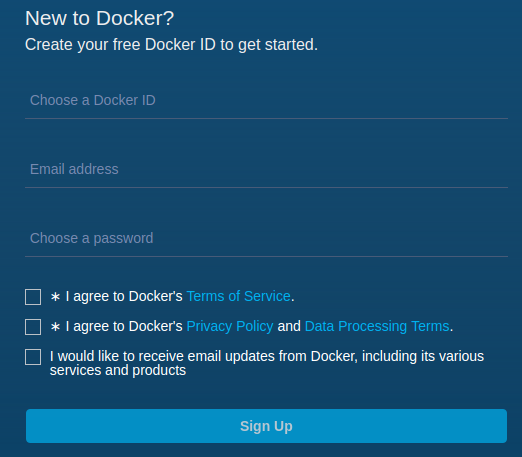 New to Docker?
Create your free Docker ID to get started.
Choose a Docker ID
Email address
Choose a password
∗ I agree to Docker's Terms of Service.
∗ I agree to Docker's Privacy Policy and Data Processing Terms.
I would like to receive email updates from Docker, including its various
services and products
Sign Up